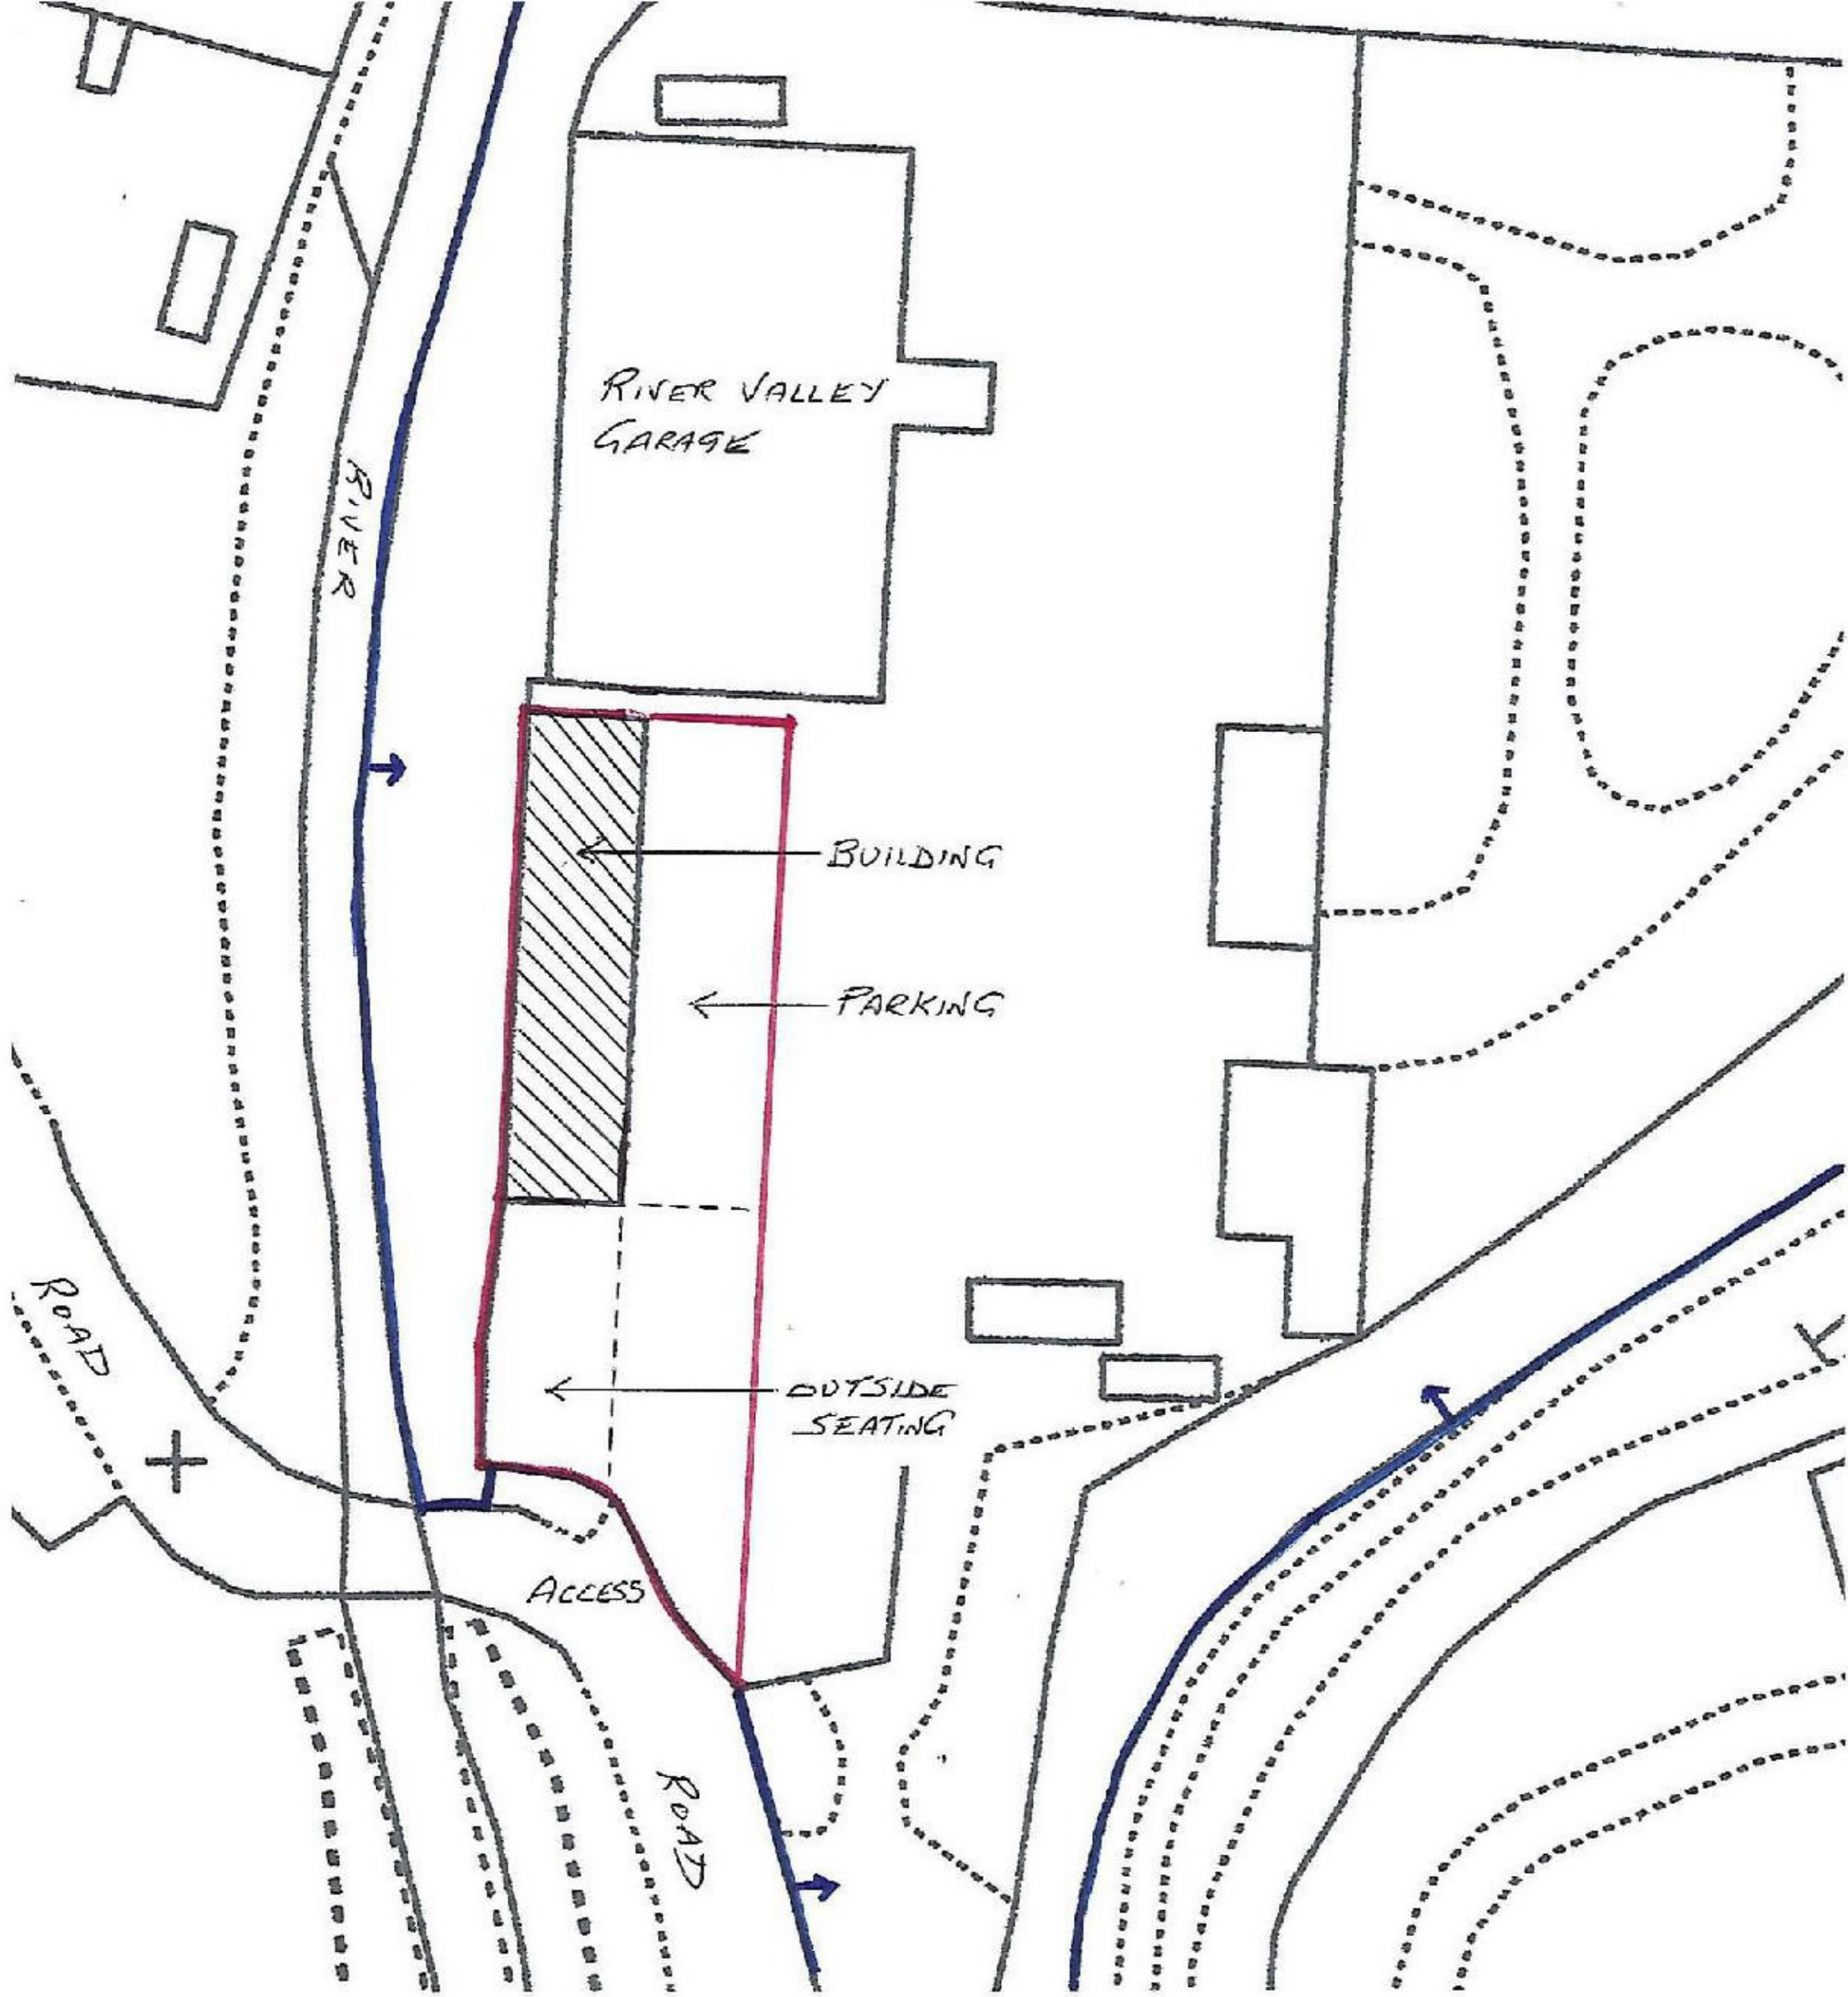 RIVER VALLEY
GARAGE
RIVER
BUILDING
PARKING
ROAD
OUTSIDE
SEATING
ACCESS
ROAD